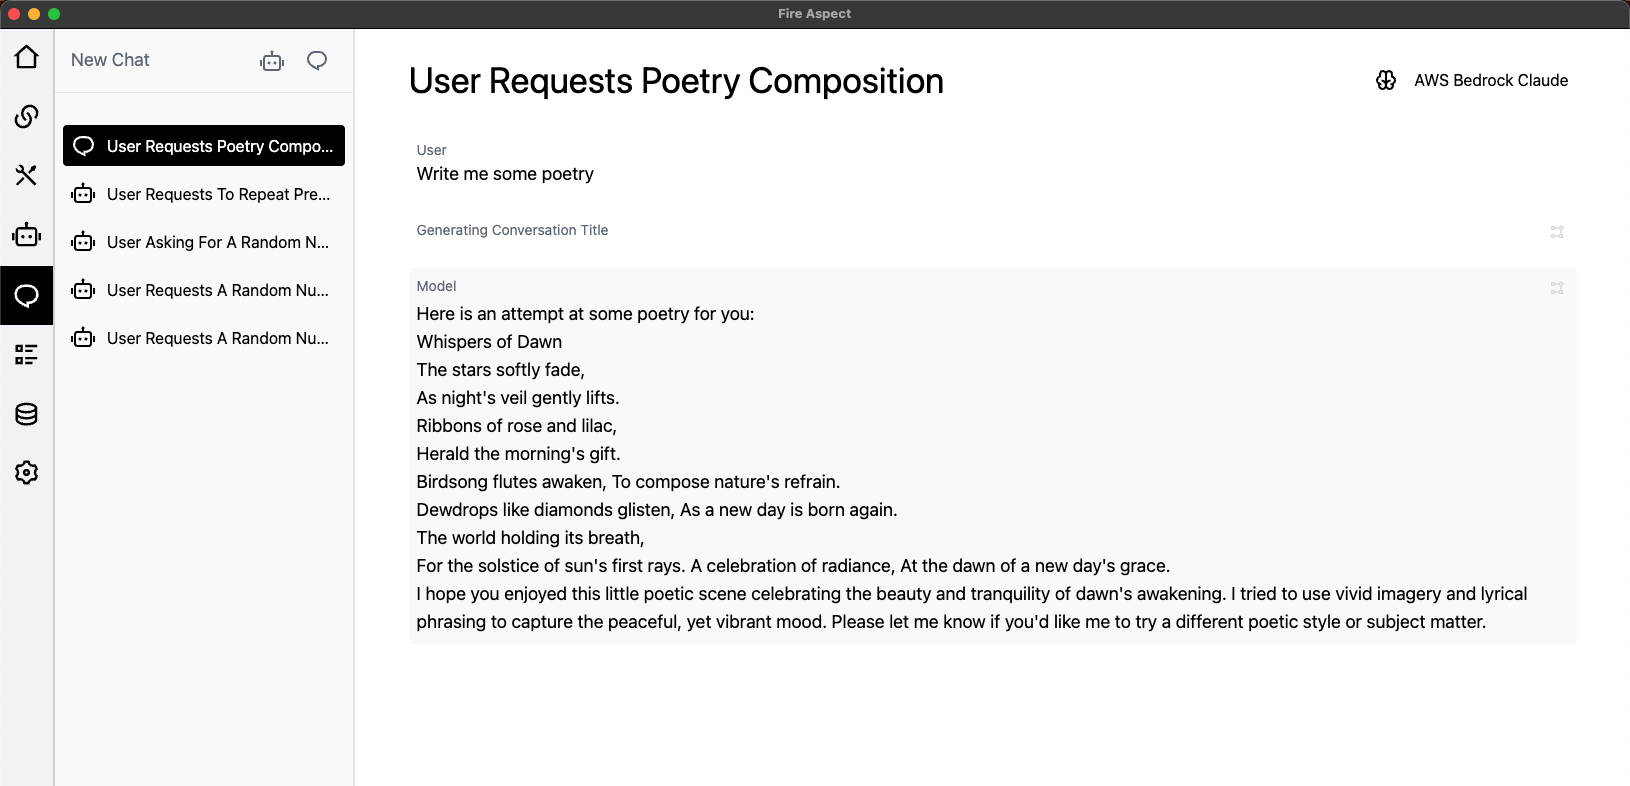 Fire Aspect
New Chat
User Requests Poetry Compo...
User Requests To Repeat Pre...
User Asking For A Random N...
User Requests A Random Nu...
User Requests A Random Nu...
User Requests Poetry Composition
AWS Bedrock Claude
User
Write me some poetry
Generating Conversation Title
Model
Here is an attempt at some poetry for you:
Whispers of Dawn
The stars softly fade,
As night's veil gently lifts.
Ribbons of rose and lilac,
Herald the morning's gift.
Birdsong flutes awaken, To compose nature's refrain.
Dewdrops like diamonds glisten, As a new day is born again.
The world holding its breath,
For the solstice of sun's first rays. A celebration of radiance, At the dawn of a new day's grace.
I hope you enjoyed this little poetic scene celebrating the beauty and tranquility of dawn's awakening. I tried to use vivid imagery and lyrical
phrasing to capture the peaceful, yet vibrant mood. Please let me know if you'd like me to try a different poetic style or subject matter.